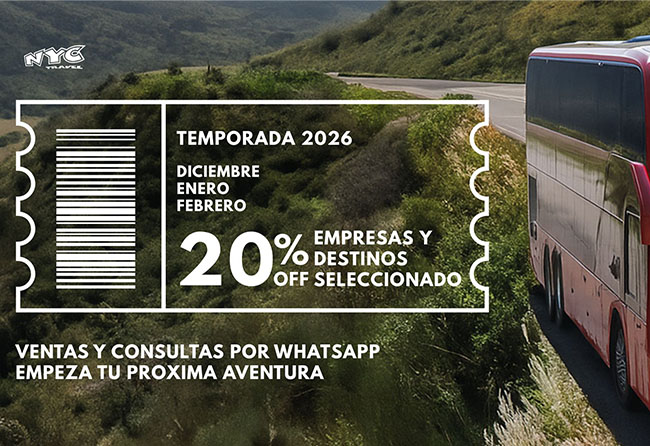 NYC
TRAVEL
TEMPORADA 2026
DICIEMBRE
ENERO
FEBRERO
20% OFF EMPRESAS Y
DESTINOS
SELECCIONADO
VENTAS Y CONSULTAS POR WHATSAPP
EMPEZA TU PROXIMA AVENTURA